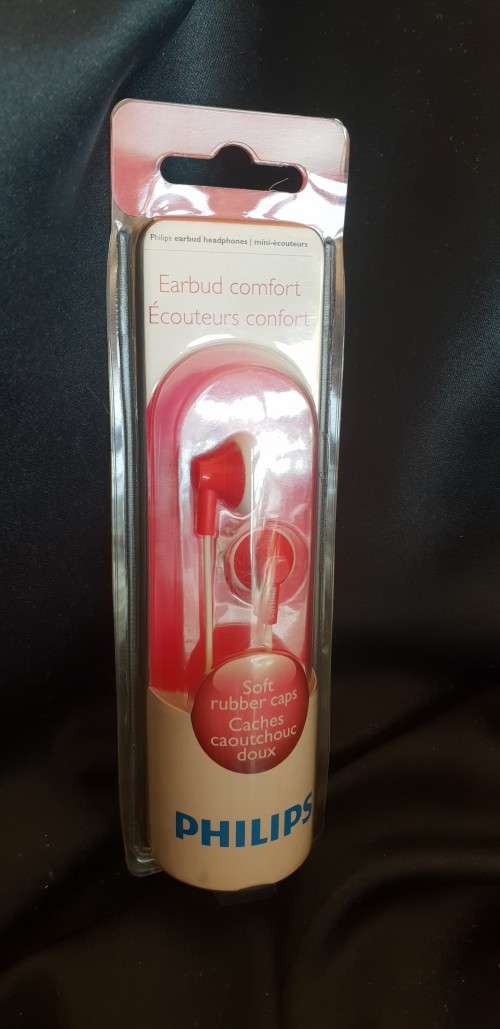 Philips earbud headphones | mini-écouteurs
Earbud comfort
Écouteurs confort
Soft
rubber caps
Caches
caoutchouc
doux
PHILIPS